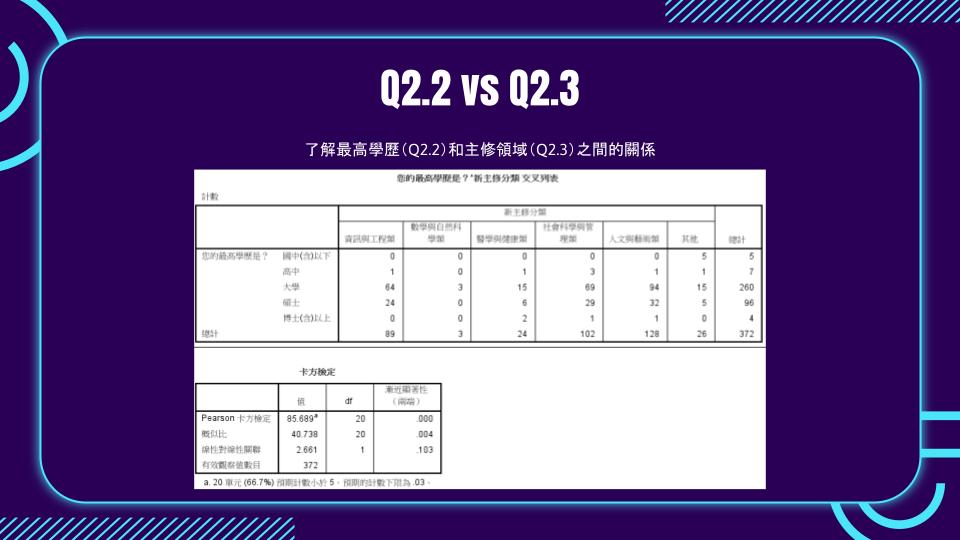 Q2.2 vs Q2.3
了解最高學歷（Q2.2）和主修領域（Q2.3）之間的關係
您的最高學歷是？*新主修分類 交叉列表
計數
新主修分類
資訊與工程類 數學與自然科學類 醫學與健康類 社會科學與管理類 人文與藝術類 其他 總計
您的最高學歷是？ 國中(含)以下 0 0 0 0 0 5 5
高中 1 0 1 3 1 1 7
大學 64 3 15 69 94 15 260
碩士 24 0 6 29 32 5 96
博士(含)以上 0 0 2 1 1 0 4
總計 89 3 24 102 128 26 372
卡方檢定
值 df 漸近顯著性（兩端）
Pearson 卡方檢定 85.689ª 20 .000
概似比 40.738 20 .004
線性對線性關聯 2.661 1 .103
有效觀察值數目 372
a. 20 單元 (66.7%) 預期計數小於 5。預期的計數下限為 .03。